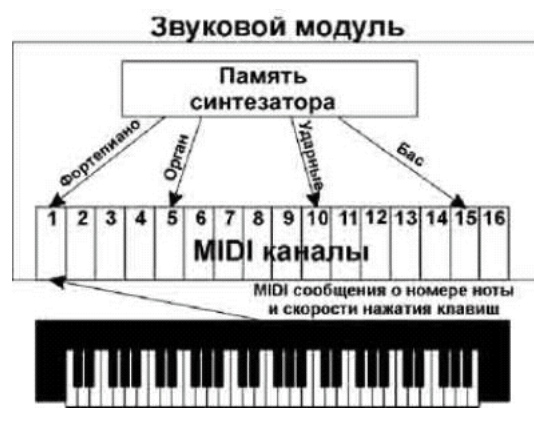 Звуковой модуль
Память
синтезатора
Фортепиано
Орган
Ударные
Бас
1 2 3 4 5 6 7 8 9 10 11 12 13 14 15 16
MIDI каналы
MIDI сообщения о номере ноты
и скорости нажатия клавиш